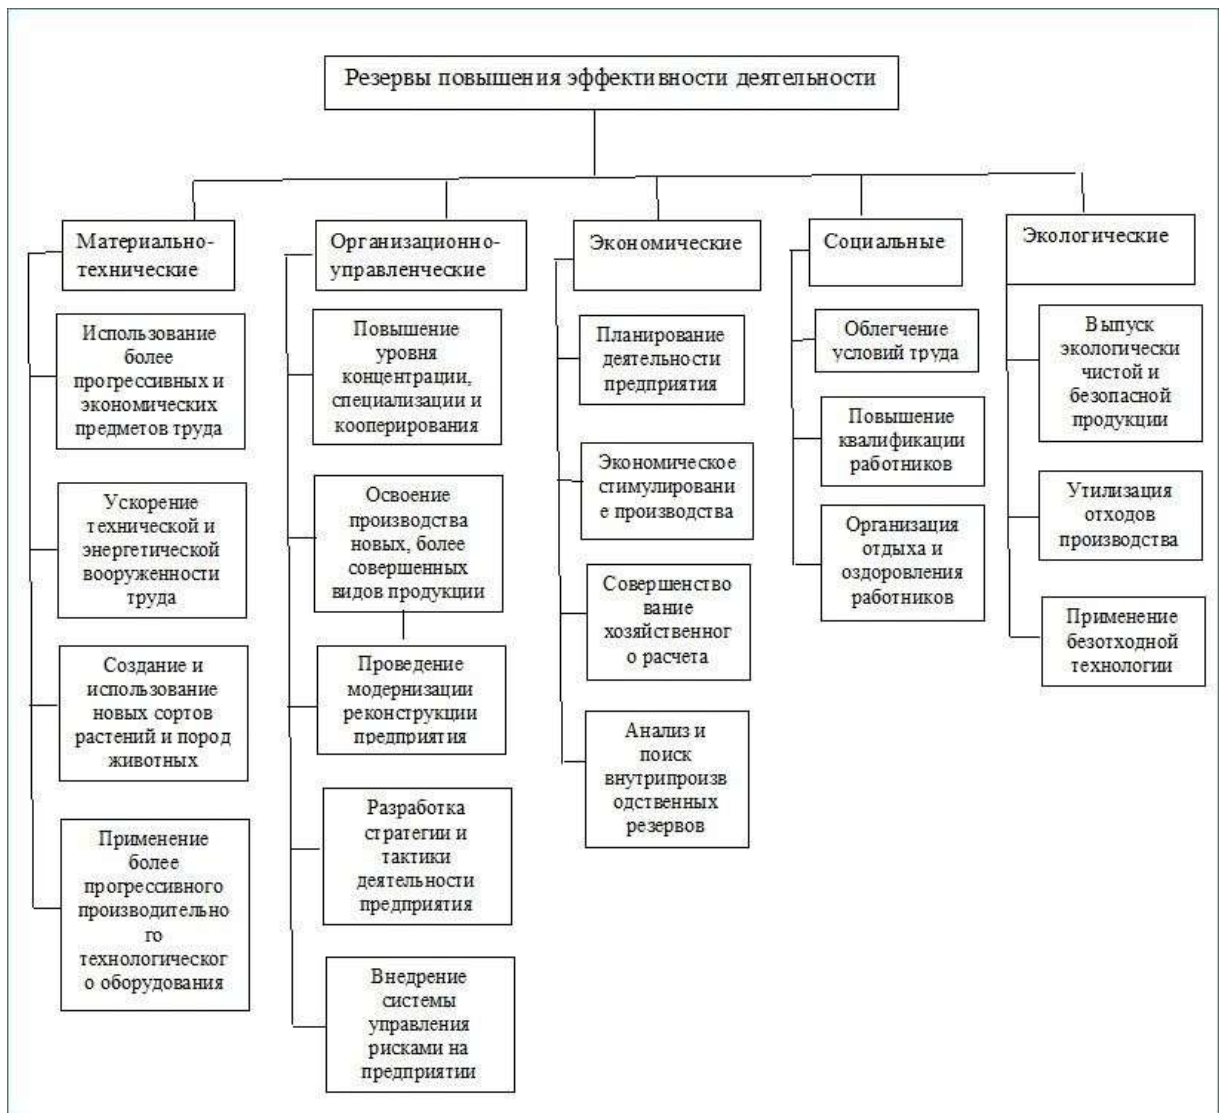 Резервы повышения эффективности деятельности
Материально-
технические
Использование
более
прогрессивных и
экономических
предметов труда
Ускорение
технической и
энергетической
вооруженности
труда
Создание и
использование
новых сортов
растений и пород
животных
Применение
более
прогрессивного
производительно
го
технологическог
о оборудования
Организационно-
управленческие
Повышение
уровня
концентрации,
специализации и
кооперирования
Освоение
производства
новых, более
совершенных
видов продукции
Проведение
модернизации
реконструкции
предприятия
Разработка
стратегии и
тактики
деятельности
предприятия
Внедрение
системы
управления
рисками на
предприятии
Экономические
Планирование
деятельности
предприятия
Экономическое
стимулировани
е производства
Совершенство
вание
хозяйственног
о расчета
Анализ и
поиск
внутрипроизв
одственных
резервов
Социальные
Облегчение
условий труда
Повышение
квалификации
работников
Организация
отдыха и
оздоровления
работников
Экологические
Выпуск
экологически
чистой и
безопасной
продукции
Утилизация
отходов
производства
Применение
безотходной
технологии